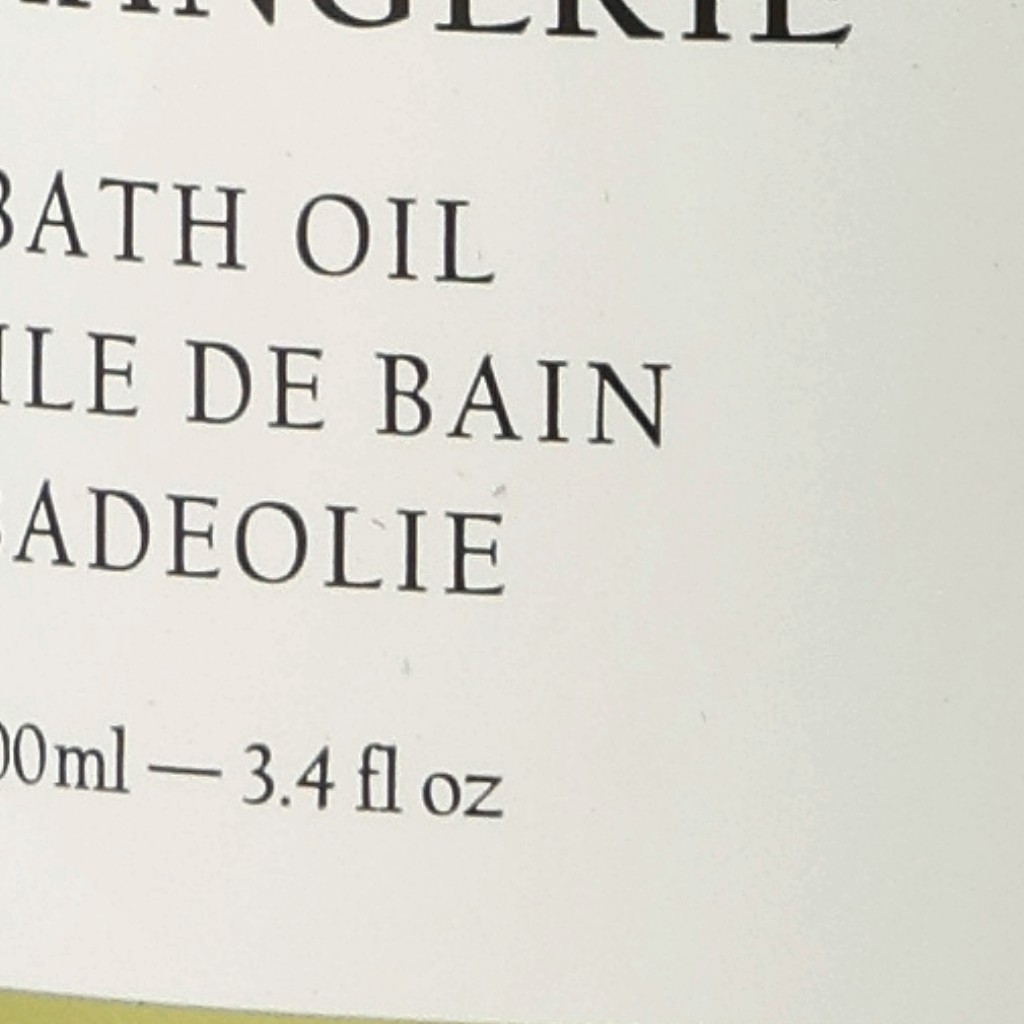 BATH OIL
ILE DE BAIN
BADEOLIE
00ml — 3.4 fl oz